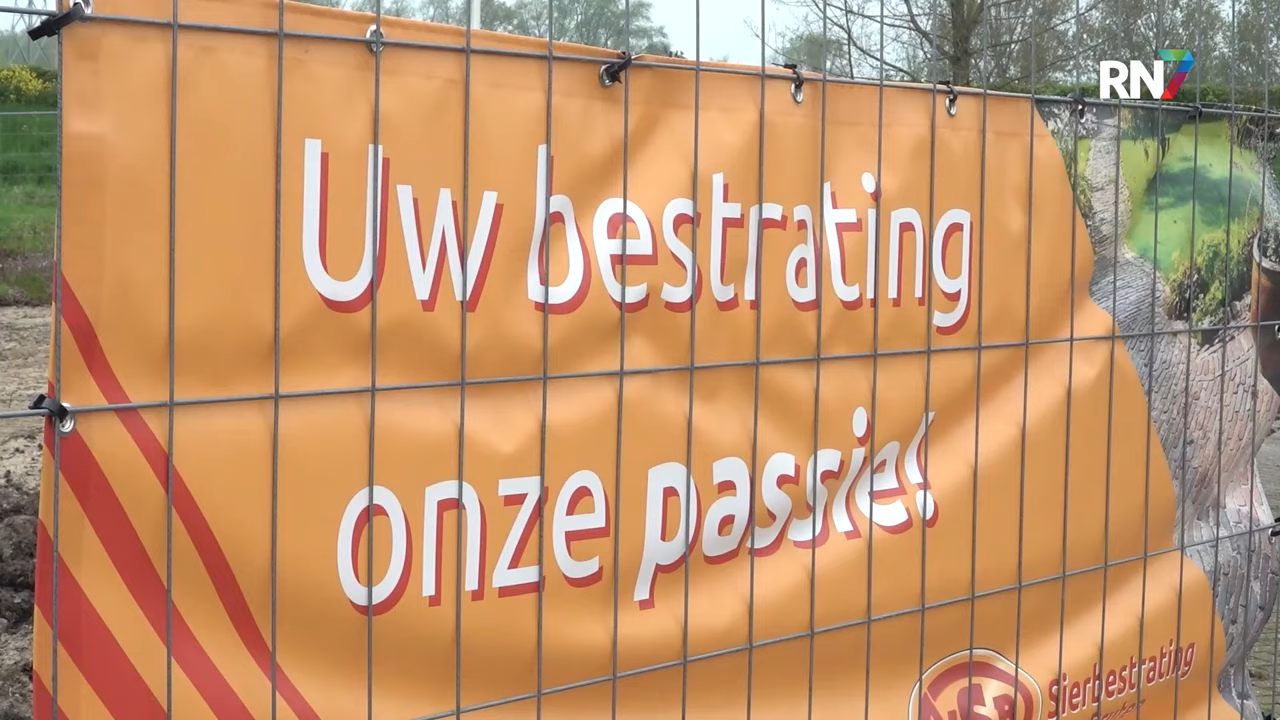 RN7
Uw bestrating
onze passie!
Sierbestrating